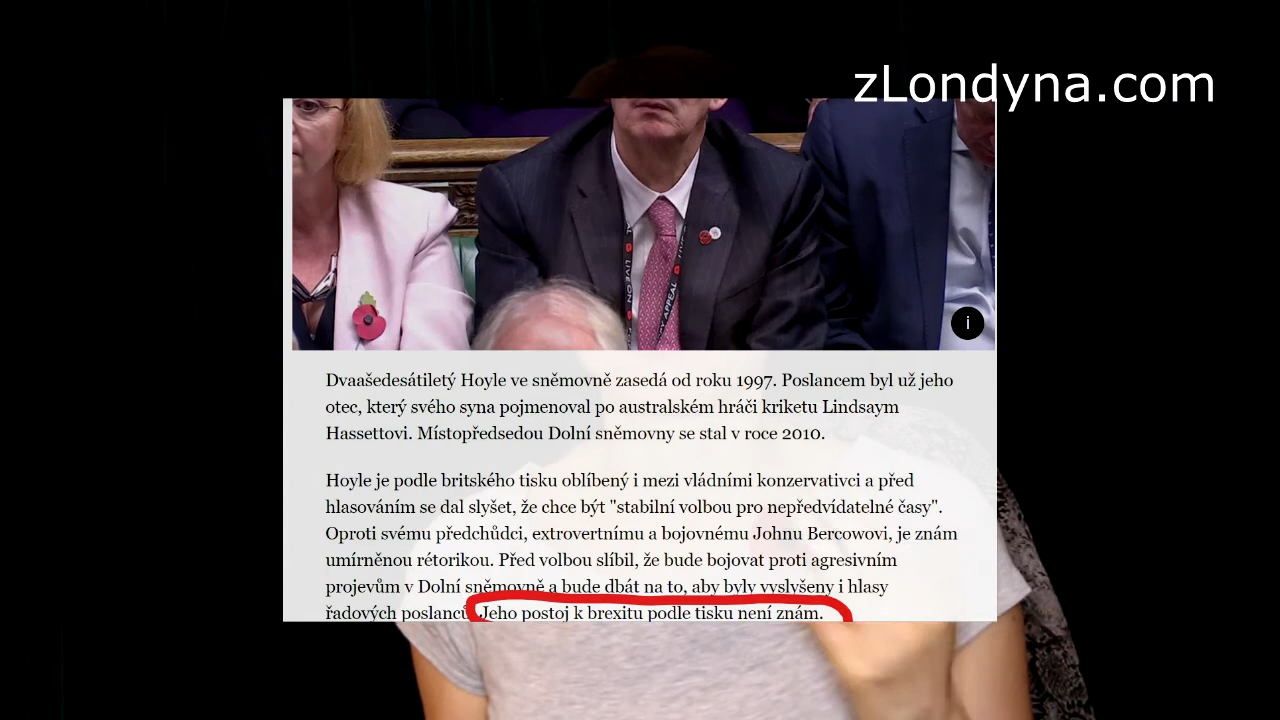 zLondyna.com
LIVE ON
APPEAL
i
Dvaašedesátiletý Hoyle ve sněmovně zasedá od roku 1997. Poslancem byl už jeho
otec, který svého syna pojmenoval po australském hráči kriketu Lindsaym
Hassettovi. Místopředsedou Dolní sněmovny se stal v roce 2010.
Hoyle je podle britského tisku oblíbený i mezi vládními konzervativci a před
hlasováním se dal slyšet, že chce být "stabilní volbou pro nepředvídatelné časy".
Oproti svému předchůdci, extrovertnímu a bojovnému Johnu Bercowovi, je znám
umírněnou rétorikou. Před volbou slíbil, že bude bojovat proti agresivním
projevům v Dolní sněmovně a bude dbát na to, aby byly vyslyšeny i hlasy
řadových poslanců. Jeho postoj k brexitu podle tisku není znám.